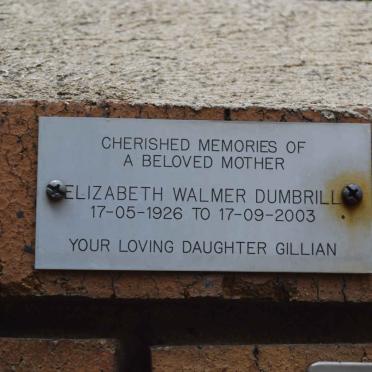 CHERISHED MEMORIES OF
A BELOVED MOTHER
ELIZABETH WALMER DUMBRILL
17-05-1926 TO 17-09-2003
YOUR LOVING DAUGHTER GILLIAN